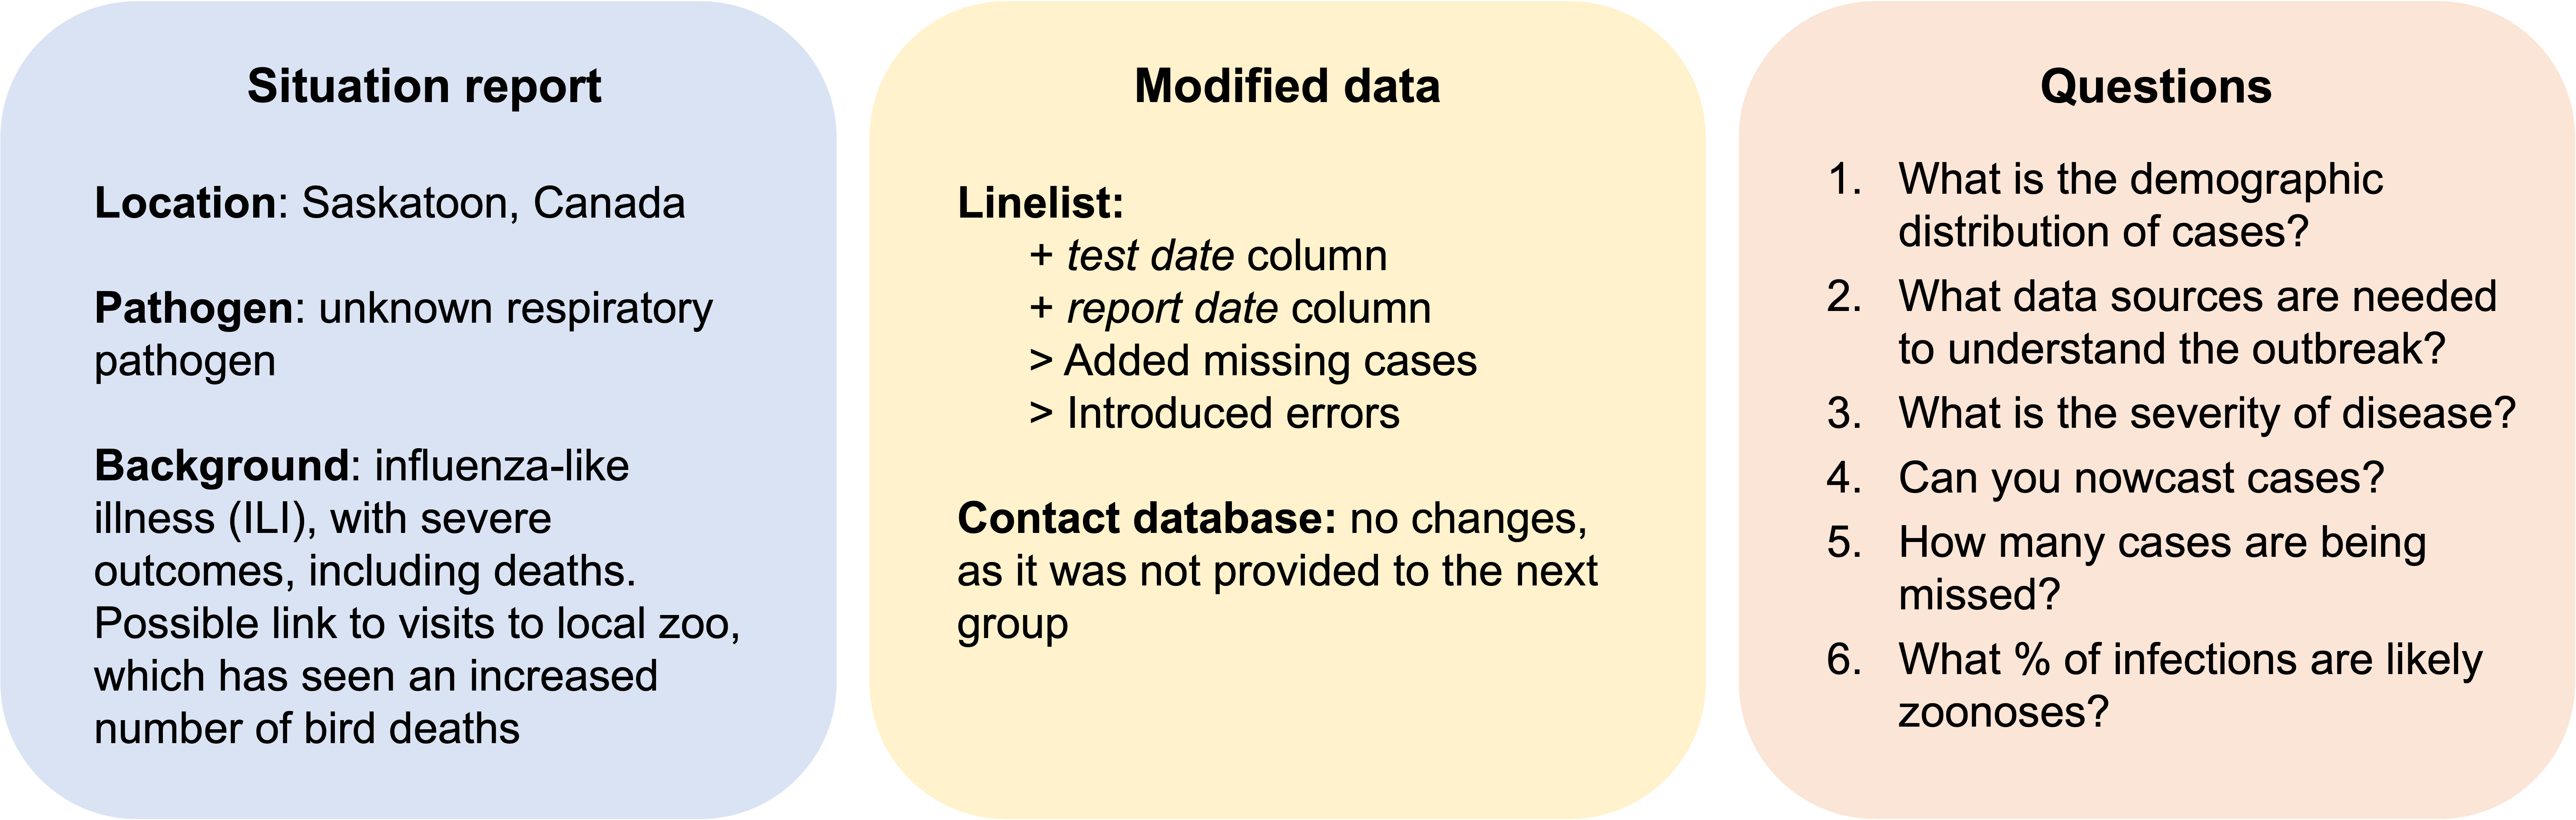 Situation report
Location: Saskatoon, Canada
Pathogen: unknown respiratory
pathogen
Background: influenza-like
illness (ILI), with severe
outcomes, including deaths.
Possible link to visits to local zoo,
which has seen an increased
number of bird deaths
Modified data
Linelist:
+ test date column
+ report date column
> Added missing cases
> Introduced errors
Contact database: no changes,
as it was not provided to the next
group
Questions
1. What is the demographic
distribution of cases?
2. What data sources are needed
to understand the outbreak?
3. What is the severity of disease?
4. Can you nowcast cases?
5. How many cases are being
missed?
6. What % of infections are likely
zoonoses?